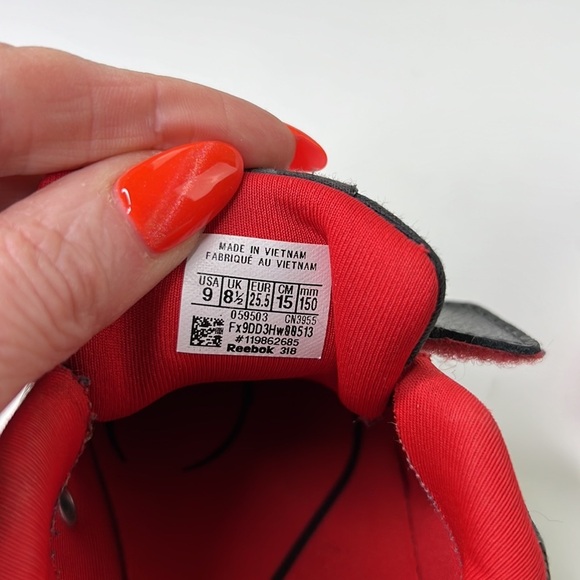 MADE IN VIETNAM
FABRIQUÉ AU VIETNAM
USA UK EUR CM mm
9 8½ 25.5 15 150
059503 CN3955
#119862685
Reebok 318